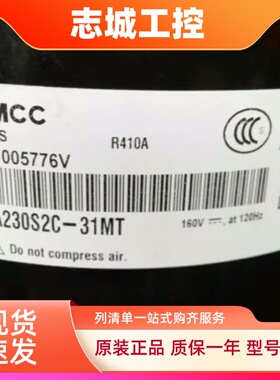 志城工控
MCC
S
R410A
005776V
A230S2C-31MT
160V ⎓, at 120Hz
Do not compress air.
现货
速发
列清单一站式购齐服务
原装正品 质保一年 型号